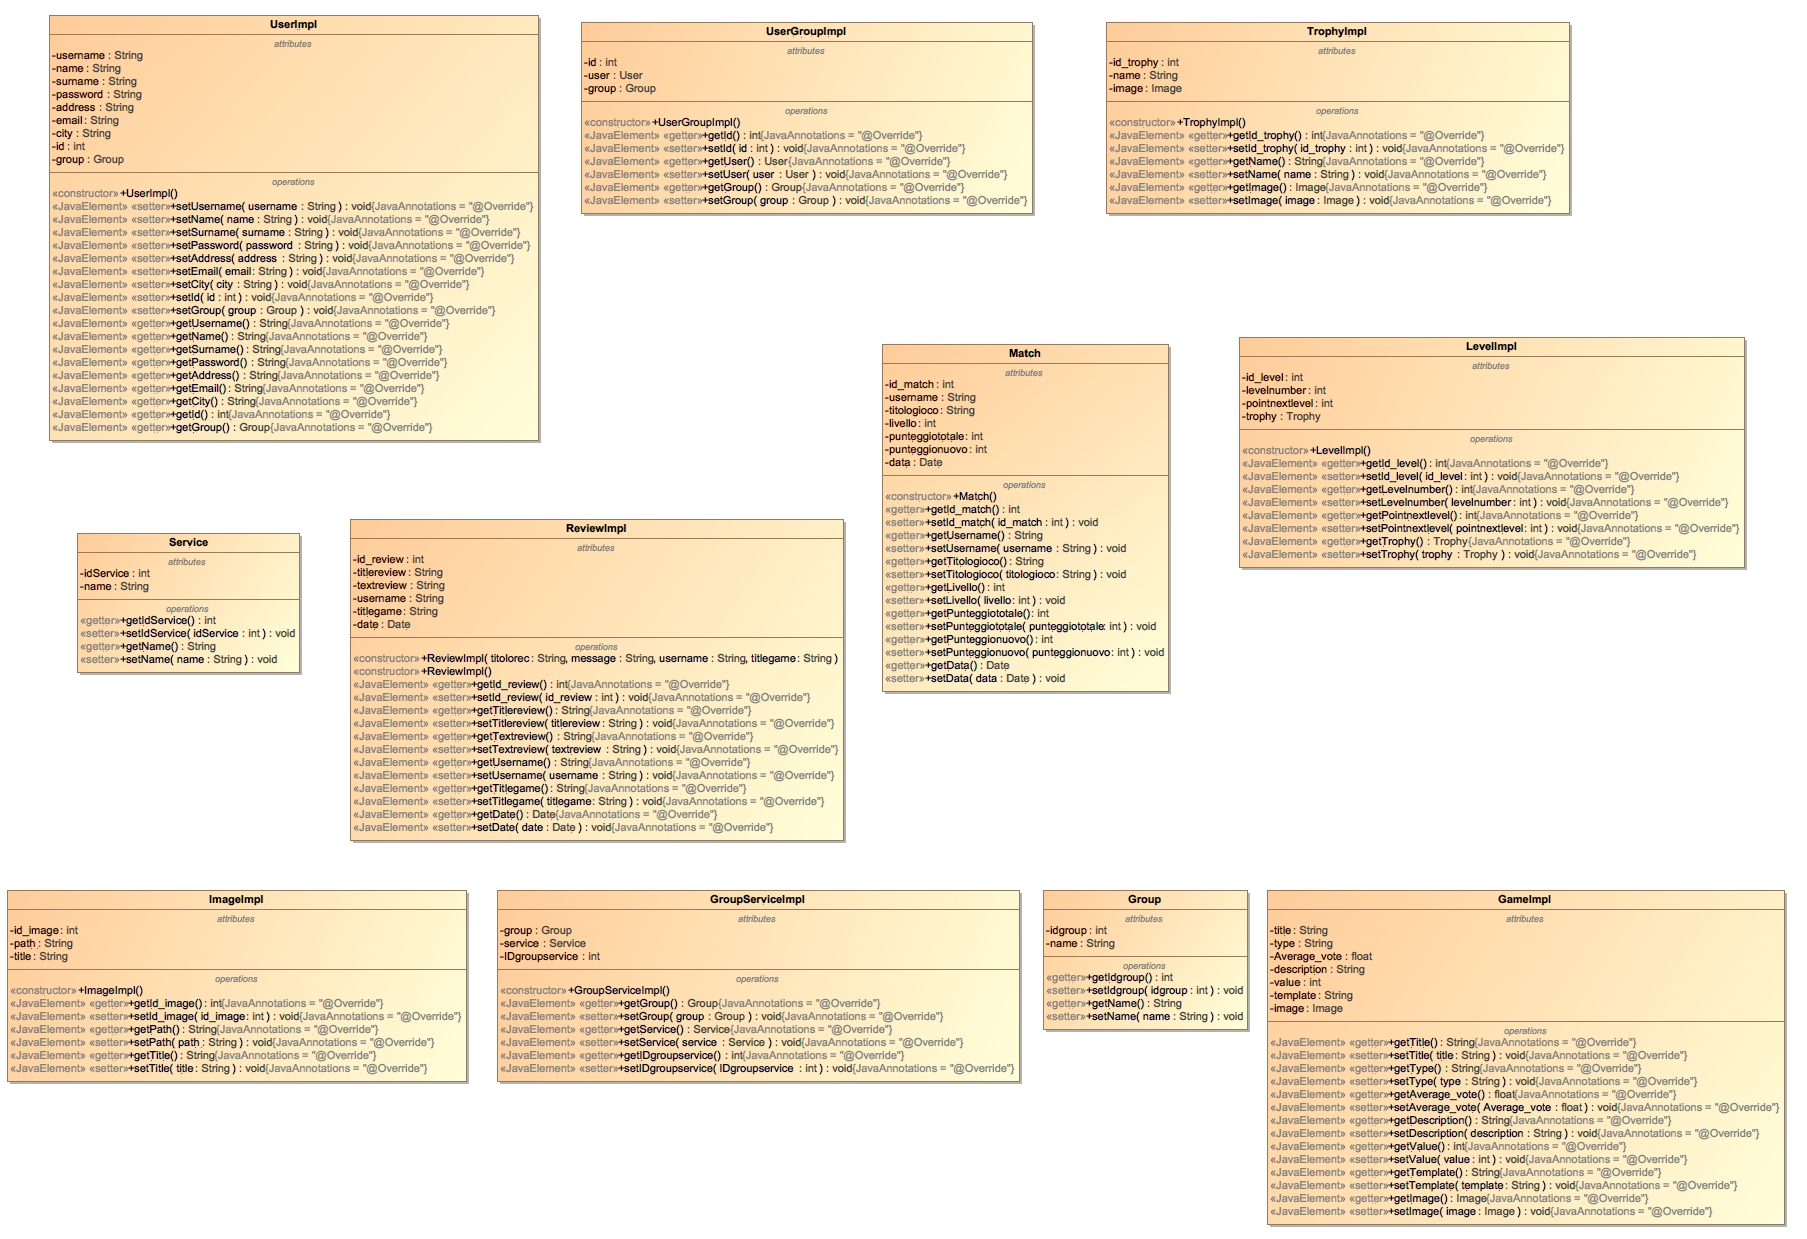 UserImpl
attributes
-username : String
-name : String
-surname : String
-password : String
-address : String
-email : String
-city : String
-id : int
-group : Group
operations
«constructor» +UserImpl()
«JavaElement» «setter»+setUsername( username : String ) : void{JavaAnnotations = "@Override"}
«JavaElement» «setter»+setName( name : String ) : void{JavaAnnotations = "@Override"}
«JavaElement» «setter»+setSurname( surname : String ) : void{JavaAnnotations = "@Override"}
«JavaElement» «setter»+setPassword( password : String ) : void{JavaAnnotations = "@Override"}
«JavaElement» «setter»+setAddress( address : String ) : void{JavaAnnotations = "@Override"}
«JavaElement» «setter»+setEmail( email : String ) : void{JavaAnnotations = "@Override"}
«JavaElement» «setter»+setCity( city : String ) : void{JavaAnnotations = "@Override"}
«JavaElement» «setter»+setId( id : int ) : void{JavaAnnotations = "@Override"}
«JavaElement» «setter»+setGroup( group : Group ) : void{JavaAnnotations = "@Override"}
«JavaElement» «getter»+getUsername() : String{JavaAnnotations = "@Override"}
«JavaElement» «getter»+getName() : String{JavaAnnotations = "@Override"}
«JavaElement» «getter»+getSurname() : String{JavaAnnotations = "@Override"}
«JavaElement» «getter»+getPassword() : String{JavaAnnotations = "@Override"}
«JavaElement» «getter»+getAddress() : String{JavaAnnotations = "@Override"}
«JavaElement» «getter»+getEmail() : String{JavaAnnotations = "@Override"}
«JavaElement» «getter»+getCity() : String{JavaAnnotations = "@Override"}
«JavaElement» «getter»+getId() : int{JavaAnnotations = "@Override"}
«JavaElement» «getter»+getGroup() : Group{JavaAnnotations = "@Override"}
UserGroupImpl
attributes
-id : int
-user : User
-group : Group
operations
«constructor» +UserGroupImpl()
«JavaElement» «getter»+getId() : int{JavaAnnotations = "@Override"}
«JavaElement» «setter»+setId( id : int ) : void{JavaAnnotations = "@Override"}
«JavaElement» «getter»+getUser() : User{JavaAnnotations = "@Override"}
«JavaElement» «setter»+setUser( user : User ) : void{JavaAnnotations = "@Override"}
«JavaElement» «getter»+getGroup() : Group{JavaAnnotations = "@Override"}
«JavaElement» «setter»+setGroup( group : Group ) : void{JavaAnnotations = "@Override"}
TrophyImpl
attributes
-id_trophy : int
-name : String
-image : Image
operations
«constructor» +TrophyImpl()
«JavaElement» «getter»+getId_trophy() : int{JavaAnnotations = "@Override"}
«JavaElement» «setter»+setId_trophy( id_trophy : int ) : void{JavaAnnotations = "@Override"}
«JavaElement» «getter»+getName() : String{JavaAnnotations = "@Override"}
«JavaElement» «setter»+setName( name : String ) : void{JavaAnnotations = "@Override"}
«JavaElement» «getter»+getImage() : Image{JavaAnnotations = "@Override"}
«JavaElement» «setter»+setImage( image : Image ) : void{JavaAnnotations = "@Override"}
Match
attributes
-id_match : int
-username : String
-titologioco : String
-livello : int
-punteggiototale : int
-punteggionuovo : int
-data : Date
operations
«constructor» +Match()
«getter»+getId_match() : int
«setter»+setId_match( id_match : int ) : void
«getter»+getUsername() : String
«setter»+setUsername( username : String ) : void
«getter»+getTitologioco() : String
«setter»+setTitologioco( titologioco : String ) : void
«getter»+getLivello() : int
«setter»+setLivello( livello : int ) : void
«getter»+getPunteggiototale() : int
«setter»+setPunteggiototale( punteggiototale : int ) : void
«getter»+getPunteggionuovo() : int
«setter»+setPunteggionuovo( punteggionuovo : int ) : void
«getter»+getData() : Date
«setter»+setData( data : Date ) : void
LevelImpl
attributes
-id_level : int
-levelnumber : int
-pointnextlevel : int
-trophy : Trophy
operations
«constructor» +LevelImpl()
«JavaElement» «getter»+getId_level() : int{JavaAnnotations = "@Override"}
«JavaElement» «setter»+setId_level( id_level : int ) : void{JavaAnnotations = "@Override"}
«JavaElement» «getter»+getLevelnumber() : int{JavaAnnotations = "@Override"}
«JavaElement» «setter»+setLevelnumber( levelnumber : int ) : void{JavaAnnotations = "@Override"}
«JavaElement» «getter»+getPointnextlevel() : int{JavaAnnotations = "@Override"}
«JavaElement» «setter»+setPointnextlevel( pointnextlevel : int ) : void{JavaAnnotations = "@Override"}
«JavaElement» «getter»+getTrophy() : Trophy{JavaAnnotations = "@Override"}
«JavaElement» «setter»+setTrophy( trophy : Trophy ) : void{JavaAnnotations = "@Override"}
Service
attributes
-idService : int
-name : String
operations
«getter»+getIdService() : int
«setter»+setIdService( idService : int ) : void
«getter»+getName() : String
«setter»+setName( name : String ) : void
ReviewImpl
attributes
-id_review : int
-titlereview : String
-textreview : String
-username : String
-titlegame : String
-date : Date
operations
«constructor» +ReviewImpl( titolorec : String, message : String, username : String, titlegame : String )
«constructor» +ReviewImpl()
«JavaElement» «getter»+getId_review() : int{JavaAnnotations = "@Override"}
«JavaElement» «setter»+setId_review( id_review : int ) : void{JavaAnnotations = "@Override"}
«JavaElement» «getter»+getTitlereview() : String{JavaAnnotations = "@Override"}
«JavaElement» «setter»+setTitlereview( titlereview : String ) : void{JavaAnnotations = "@Override"}
«JavaElement» «getter»+getTextreview() : String{JavaAnnotations = "@Override"}
«JavaElement» «setter»+setTextreview( textreview : String ) : void{JavaAnnotations = "@Override"}
«JavaElement» «getter»+getUsername() : String{JavaAnnotations = "@Override"}
«JavaElement» «setter»+setUsername( username : String ) : void{JavaAnnotations = "@Override"}
«JavaElement» «getter»+getTitlegame() : String{JavaAnnotations = "@Override"}
«JavaElement» «setter»+setTitlegame( titlegame : String ) : void{JavaAnnotations = "@Override"}
«JavaElement» «getter»+getDate() : Date{JavaAnnotations = "@Override"}
«JavaElement» «setter»+setDate( date : Date ) : void{JavaAnnotations = "@Override"}
ImageImpl
attributes
-id_image : int
-path : String
-title : String
operations
«constructor» +ImageImpl()
«JavaElement» «getter»+getId_image() : int{JavaAnnotations = "@Override"}
«JavaElement» «setter»+setId_image( id_image : int ) : void{JavaAnnotations = "@Override"}
«JavaElement» «getter»+getPath() : String{JavaAnnotations = "@Override"}
«JavaElement» «setter»+setPath( path : String ) : void{JavaAnnotations = "@Override"}
«JavaElement» «getter»+getTitle() : String{JavaAnnotations = "@Override"}
«JavaElement» «setter»+setTitle( title : String ) : void{JavaAnnotations = "@Override"}
GroupServiceImpl
attributes
-group : Group
-service : Service
-IDgroupservice : int
operations
«constructor» +GroupServiceImpl()
«JavaElement» «getter»+getGroup() : Group{JavaAnnotations = "@Override"}
«JavaElement» «setter»+setGroup( group : Group ) : void{JavaAnnotations = "@Override"}
«JavaElement» «getter»+getService() : Service{JavaAnnotations = "@Override"}
«JavaElement» «setter»+setService( service : Service ) : void{JavaAnnotations = "@Override"}
«JavaElement» «getter»+getIDgroupservice() : int{JavaAnnotations = "@Override"}
«JavaElement» «setter»+setIDgroupservice( IDgroupservice : int ) : void{JavaAnnotations = "@Override"}
Group
attributes
-idgroup : int
-name : String
operations
«getter»+getIdgroup() : int
«setter»+setIdgroup( idgroup : int ) : void
«getter»+getName() : String
«setter»+setName( name : String ) : void
GameImpl
attributes
-title : String
-type : String
-Average_vote : float
-description : String
-value : int
-template : String
-image : Image
operations
«JavaElement» «getter»+getTitle() : String{JavaAnnotations = "@Override"}
«JavaElement» «setter»+setTitle( title : String ) : void{JavaAnnotations = "@Override"}
«JavaElement» «getter»+getType() : String{JavaAnnotations = "@Override"}
«JavaElement» «setter»+setType( type : String ) : void{JavaAnnotations = "@Override"}
«JavaElement» «getter»+getAverage_vote() : float{JavaAnnotations = "@Override"}
«JavaElement» «setter»+setAverage_vote( Average_vote : float ) : void{JavaAnnotations = "@Override"}
«JavaElement» «getter»+getDescription() : String{JavaAnnotations = "@Override"}
«JavaElement» «setter»+setDescription( description : String ) : void{JavaAnnotations = "@Override"}
«JavaElement» «getter»+getValue() : int{JavaAnnotations = "@Override"}
«JavaElement» «setter»+setValue( value : int ) : void{JavaAnnotations = "@Override"}
«JavaElement» «getter»+getTemplate() : String{JavaAnnotations = "@Override"}
«JavaElement» «setter»+setTemplate( template : String ) : void{JavaAnnotations = "@Override"}
«JavaElement» «getter»+getImage() : Image{JavaAnnotations = "@Override"}
«JavaElement» «setter»+setImage( image : Image ) : void{JavaAnnotations = "@Override"}